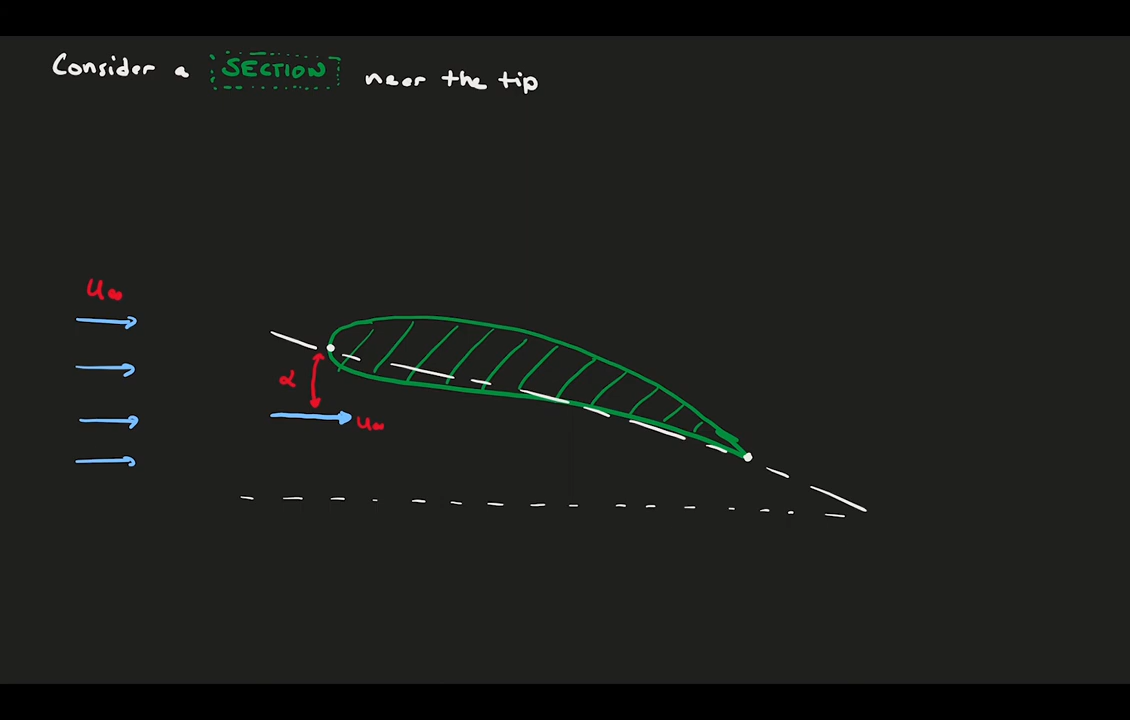 Consider a SECTION near the tip
U∞
α
U∞